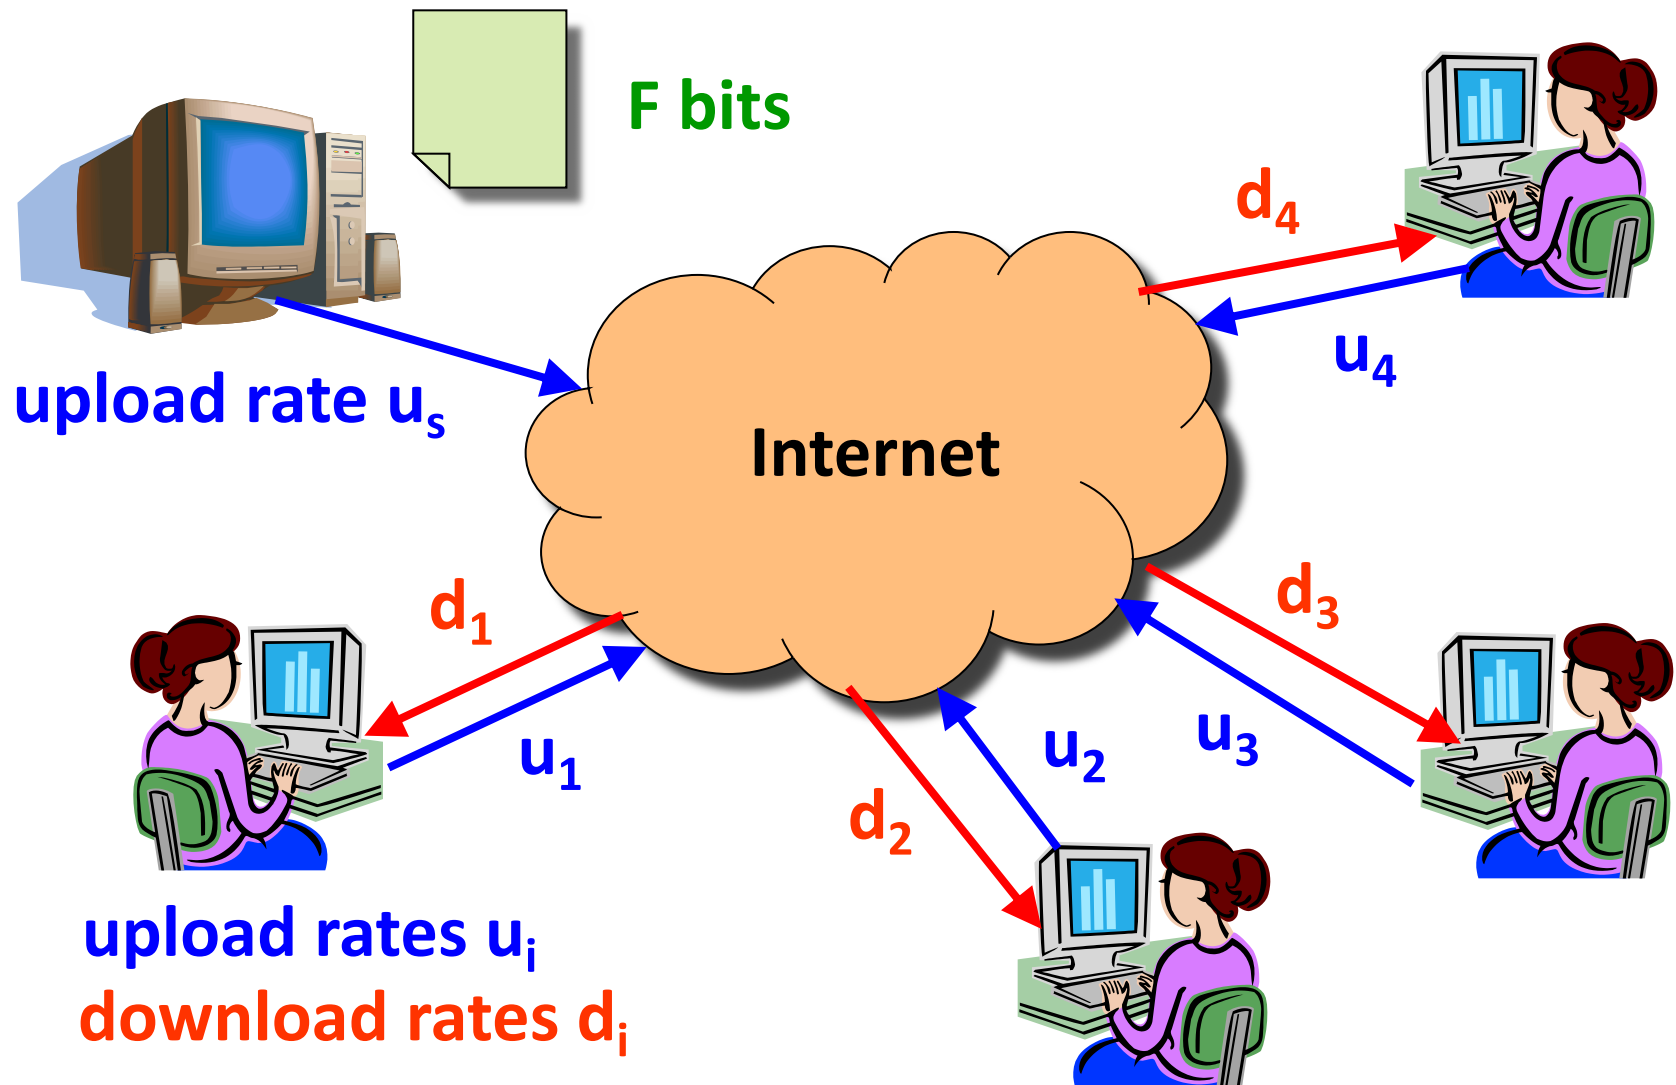 F bits
d4
u4
upload rate us
Internet
d1
u1
d3
u3
u2
d2
upload rates ui
download rates di